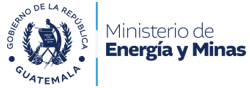 GOBIERNO DE LA REPÚBLICA
GUATEMALA
Ministerio de
Energía y Minas